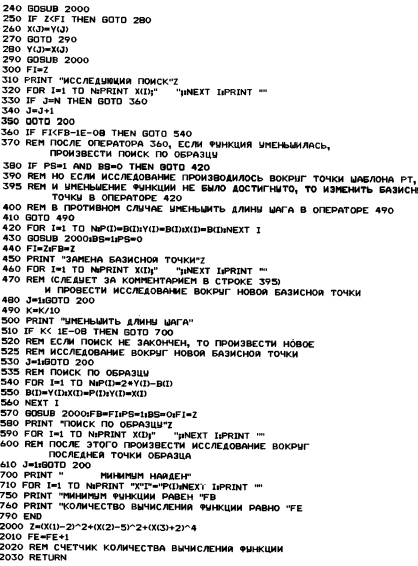 240 GOSUB 2000
250 IF Z<FI THEN GOTO 280
260 X(J)=Y(J)
270 GOTO 290
280 Y(J)=X(J)
290 GOSUB 2000
300 FI=Z
310 PRINT "ИССЛЕДУЮЩИЙ ПОИСК"Z
320 FOR I=1 TO N:PRINT X(I);" ";:NEXT I:PRINT ""
330 IF J=N THEN GOTO 360
340 J=J+1
350 GOTO 200
360 IF FI<FB-1E-08 THEN GOTO 540
370 REM ПОСЛЕ ОПЕРАТОРА 360, ЕСЛИ ФУНКЦИЯ УМЕНЬШИЛАСЬ,
ПРОИЗВЕСТИ ПОИСК ПО ОБРАЗЦУ
380 IF PS=1 AND BS=0 THEN GOTO 420
390 REM НО ЕСЛИ ИССЛЕДОВАНИЕ ПРОИЗВОДИЛОСЬ ВОКРУГ ТОЧКИ ШАБЛОНА PT,
395 REM И УМЕНЬШЕНИЕ ФУНКЦИИ НЕ БЫЛО ДОСТИГНУТО, ТО ИЗМЕНИТЬ БАЗИСН
ТОЧКУ В ОПЕРАТОРЕ 420
400 REM В ПРОТИВНОМ СЛУЧАЕ УМЕНЬШИТЬ ДЛИНУ ШАГА В ОПЕРАТОРЕ 490
410 GOTO 490
420 FOR I=1 TO N:P(I)=B(I):Y(I)=B(I):X(I)=B(I):NEXT I
430 GOSUB 2000:BS=1:PS=0
440 FI=Z:FB=Z
450 PRINT "ЗАМЕНА БАЗИСНОЙ ТОЧКИ"Z
460 FOR I=1 TO N:PRINT X(I);" ";:NEXT I:PRINT ""
470 REM (СЛЕДУЕТ ЗА КОММЕНТАРИЕМ В СТРОКЕ 395)
И ПРОВЕСТИ ИССЛЕДОВАНИЕ ВОКРУГ НОВОЙ БАЗИСНОЙ ТОЧКИ
480 J=1:GOTO 200
490 K=K/10
500 PRINT "УМЕНЬШИТЬ ДЛИНУ ШАГА"
510 IF K< 1E-08 THEN GOTO 700
520 REM ЕСЛИ ПОИСК НЕ ЗАКОНЧЕН, ТО ПРОИЗВЕСТИ НОВОЕ
525 REM ИССЛЕДОВАНИЕ ВОКРУГ НОВОЙ БАЗИСНОЙ ТОЧКИ
530 J=1:GOTO 200
535 REM ПОИСК ПО ОБРАЗЦУ
540 FOR I=1 TO N:P(I)=2*Y(I)-B(I)
550 B(I)=Y(I):X(I)=P(I):Y(I)=X(I)
560 NEXT I
570 GOSUB 2000:FB=FI:PS=1:BS=0:FI=Z
580 PRINT "ПОИСК ПО ОБРАЗЦУ"Z
590 FOR I=1 TO N:PRINT X(I);" ";:NEXT I:PRINT ""
600 REM ПОСЛЕ ЭТОГО ПРОИЗВЕСТИ ИССЛЕДОВАНИЕ ВОКРУГ
ПОСЛЕДНЕЙ ТОЧКИ ОБРАЗЦА
610 J=1:GOTO 200
700 PRINT " МИНИМУМ НАЙДЕН"
710 FOR I=1 TO N:PRINT "X"I"="P(I):NEXT I:PRINT ""
750 PRINT "МИНИМУМ ФУНКЦИИ РАВЕН "FB
760 PRINT "КОЛИЧЕСТВО ВЫЧИСЛЕНИЯ ФУНКЦИИ РАВНО "FE
790 END
2000 Z=(X(1)-2)^2+(X(2)-5)^2+(X(3)+2)^4
2010 FE=FE+1
2020 REM СЧЕТЧИК КОЛИЧЕСТВА ВЫЧИСЛЕНИЯ ФУНКЦИИ
2030 RETURN